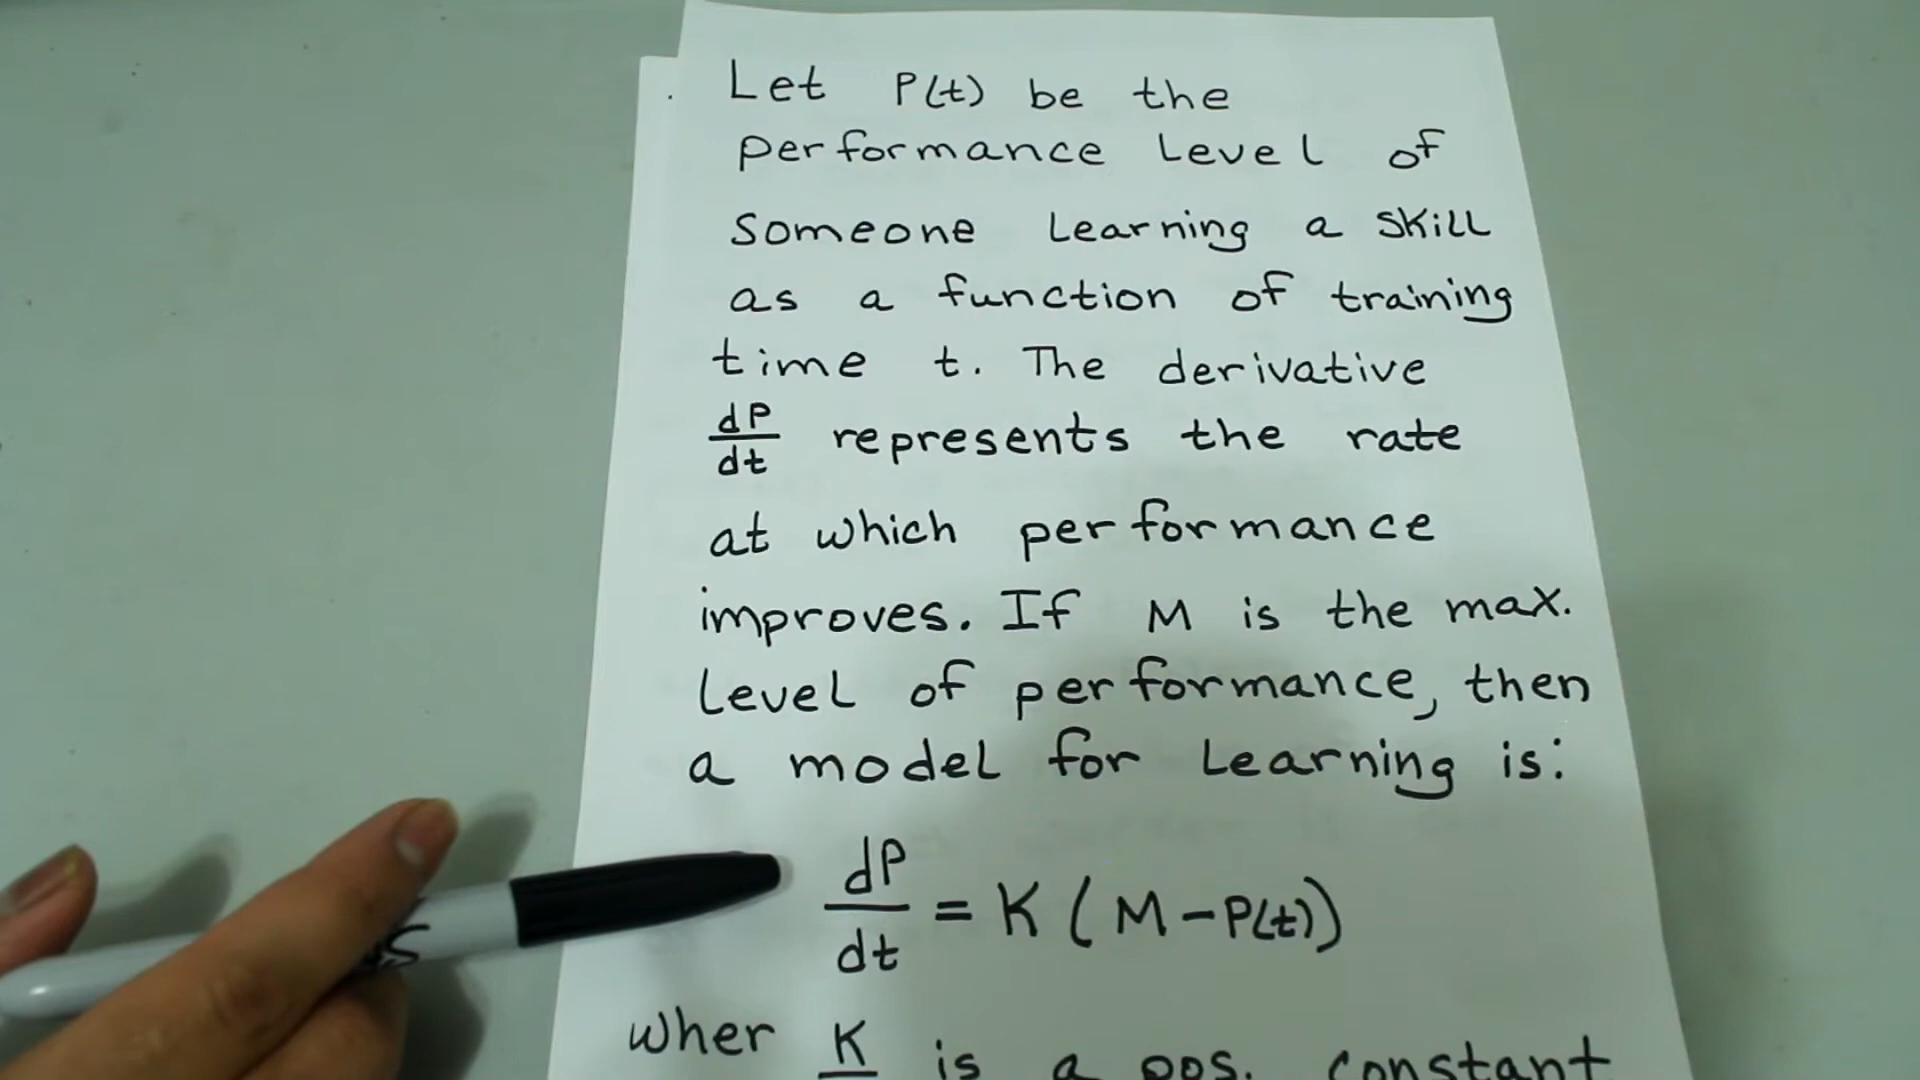 Let P(t) be the
performance Level of
Someone Learning a Skill
as a function of training
time t. The derivative
dP/dt represents the rate
at which performance
improves. If M is the max.
Level of performance, then
a model for Learning is:
dP/dt = K(M-P(t))
wher K is a pos. constant